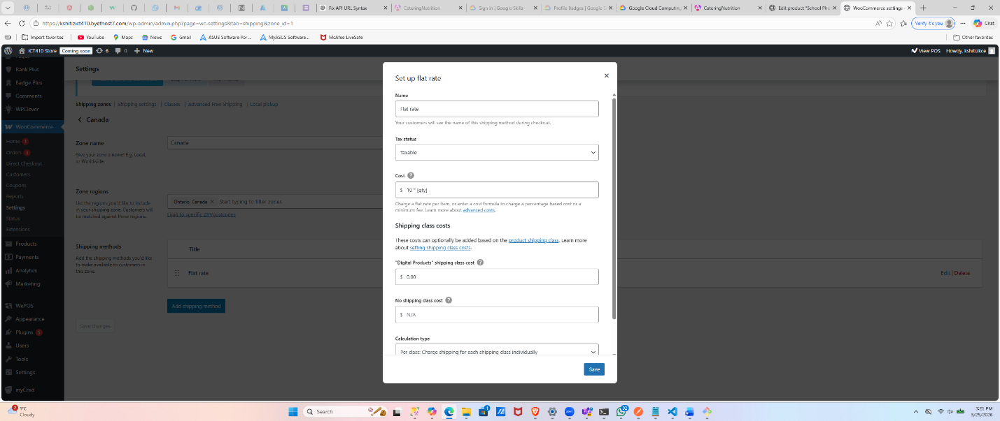 Fix API URL Syntax
CateringNutrition
Sign in | Google Skills
Profile Badges | Google S
Google Cloud Computing
CateringNutrition
Edit product "School Pho
WooCommerce settings
https://kshitizict410.byethost7.com/wp-admin/admin.php?page=wc-settings&tab=shipping&zone_id=1
Verify it's you
Chat
Import favorites
YouTube
Maps
News
Gmail
ASUS Software Por...
MyASUS Software...
McAfee LiveSafe
Other favorites
ICT410 Store
Coming soon
6
0
New
View POS
Howdy, kshitizkce
Rank Plus
Badge Plus
Comments
WPClever
WooCommerce
Home 1
Orders
Direct Checkout
Customers
Coupons
Reports
Settings
Status
Extensions
Products
Payments
Analytics
Marketing
WePOS
Appearance
Plugins 5
Users
Tools
Settings
myCred
Settings
Shipping zones | Shipping settings | Classes | Advanced Free Shipping | Local pickup
Canada
Zone name
Give your zone a name! E.g. Local,
or Worldwide.
Canada
Zone regions
List the regions you'd like to
include in your shipping zone. Customers will
be matched against these regions.
Ontario, Canada ×
Start typing to filter zones
Limit to specific ZIP/postcodes
Shipping methods
Add the shipping methods you'd like
to make available to customers in
this zone.
Title
Flat rate
Edit | Delete
Add shipping method
Save changes
Set up flat rate
Name
Flat rate
Your customers will see the name of this shipping method during checkout.
Tax status
Taxable
Cost ?
$ 10 * [qty]
Charge a flat rate per item, or enter a cost formula to charge a percentage based cost or a
minimum fee. Learn more about advanced costs.
Shipping class costs
These costs can optionally be added based on the product shipping class. Learn more
about setting shipping class costs.
"Digital Products" shipping class cost ?
$ 0.00
No shipping class cost ?
$ N/A
Calculation type
Per class: Charge shipping for each shipping class individually
Save
2
1°C
Cloudy
Search
1
92
3:21 PM
3/25/2026